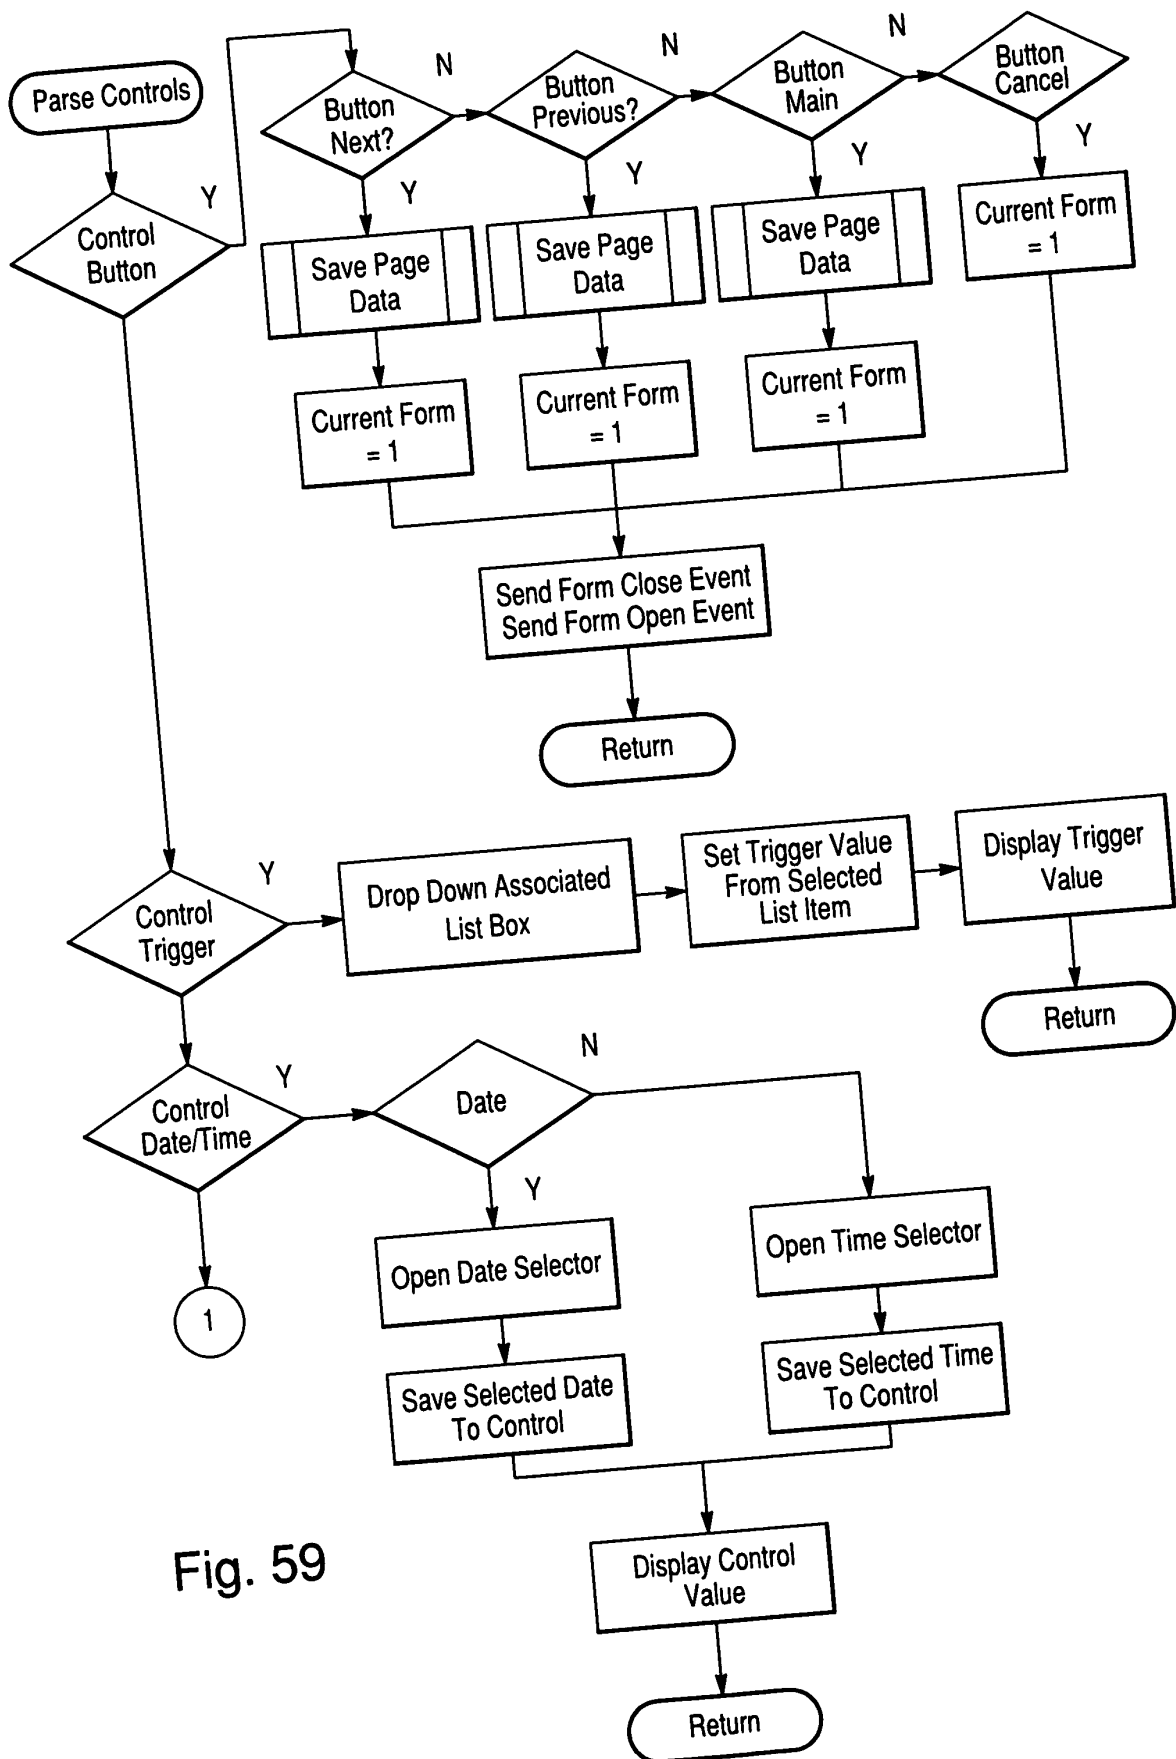 Parse Controls
Control
Button
Y
Button
Next?
N
Button
Previous?
N
Button
Main
N
Button
Cancel
Y
Y
Y
Y
Save Page
Data
Save Page
Data
Save Page
Data
Current Form
= 1
Current Form
= 1
Current Form
= 1
Current Form
= 1
Send Form Close Event
Send Form Open Event
Return
Control
Trigger
Y
Drop Down Associated
List Box
Set Trigger Value
From Selected
List Item
Display Trigger
Value
Return
Control
Date/Time
Y
Date
N
Y
1
Open Date Selector
Open Time Selector
Save Selected Date
To Control
Save Selected Time
To Control
Display Control
Value
Return
Fig. 59